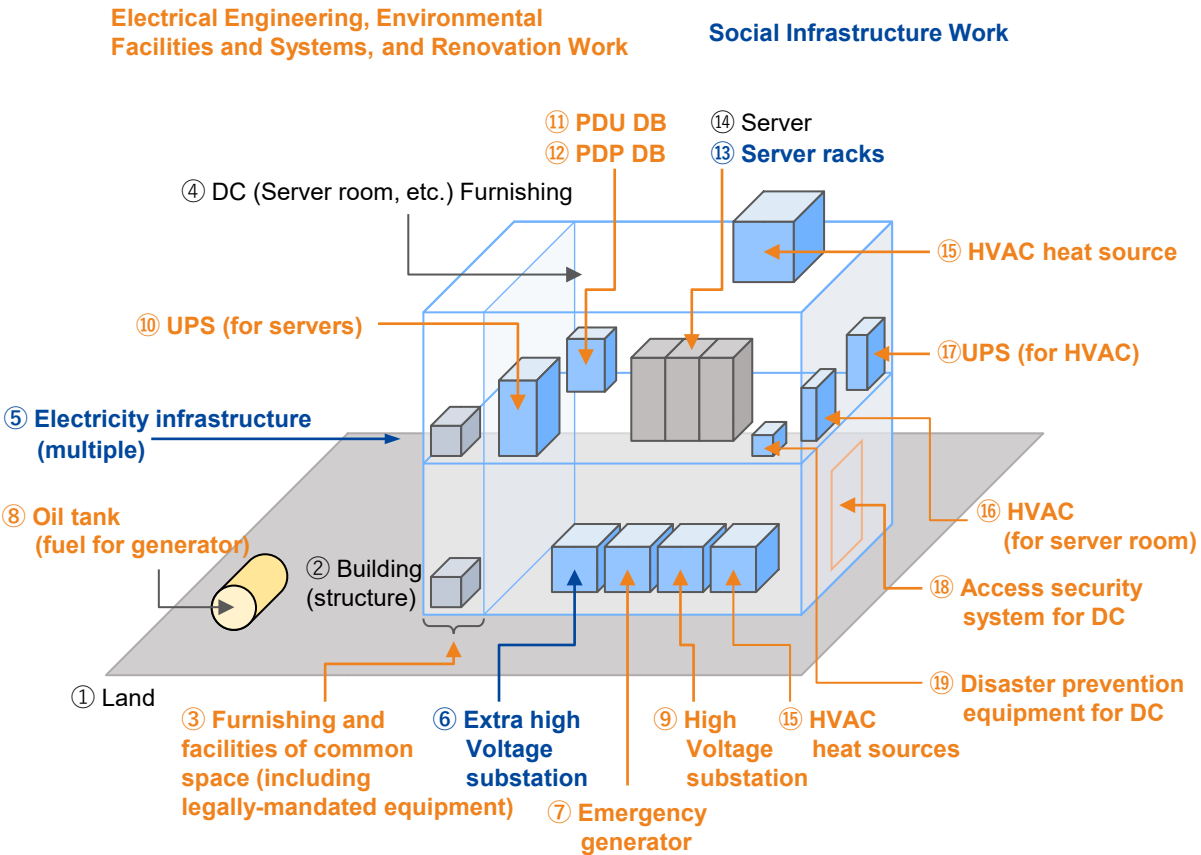 Electrical Engineering, Environmental
Facilities and Systems, and Renovation Work
Social Infrastructure Work
⑪ PDU DB
⑫ PDP DB
⑭ Server
⑬ Server racks
④ DC (Server room, etc.) Furnishing
⑮ HVAC heat source
⑩ UPS (for servers)
⑰UPS (for HVAC)
⑤ Electricity infrastructure
(multiple)
⑧ Oil tank
(fuel for generator)
② Building
(structure)
⑯ HVAC
(for server room)
⑱ Access security
system for DC
① Land
⑲ Disaster prevention
equipment for DC
③ Furnishing and
facilities of common
space (including
legally-mandated equipment)
⑥ Extra high
Voltage
substation
⑦ Emergency
generator
⑨ High
Voltage
substation
⑮ HVAC
heat sources